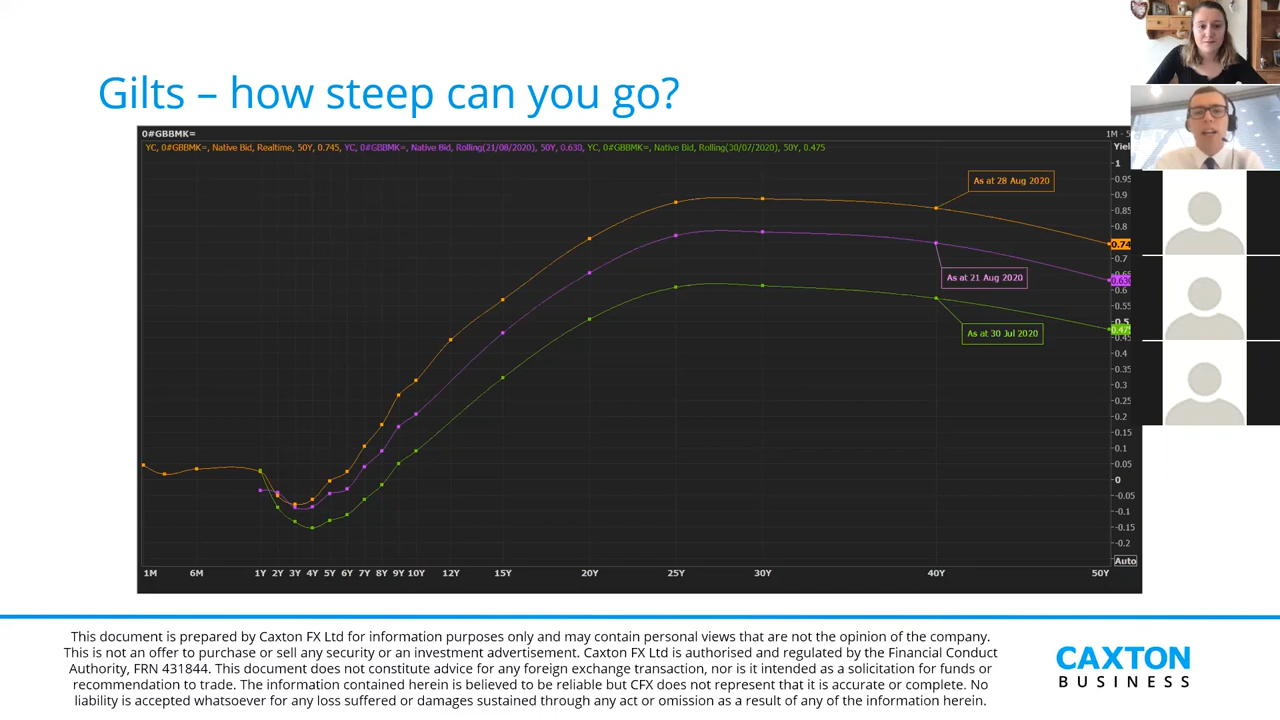 Gilts – how steep can you go?
0#GBBMK=
1M - 5
YC, 0#GBBMK=, Native Bid, Realtime, 50Y, 0.745, YC, 0#GBBMK=, Native Bid, Rolling(21/08/2020), 50Y, 0.630, YC, 0#GBBMK=, Native Bid, Rolling(30/07/2020), 50Y, 0.475
1
0.95
0.9
0.85
0.8
0.74
0.7
0.65
0.630
0.6
0.55
0.5
0.475
0.45
0.4
0.35
0.3
0.25
0.2
0.15
0.1
0.05
0
-0.05
-0.1
-0.15
-0.2
Auto
As at 28 Aug 2020
As at 21 Aug 2020
As at 30 Jul 2020
1M 6M 1Y 2Y 3Y 4Y 5Y 6Y 7Y 8Y 9Y 10Y 12Y 15Y 20Y 25Y 30Y 40Y 50Y
This document is prepared by Caxton FX Ltd for information purposes only and may contain personal views that are not the opinion of the company.
This is not an offer to purchase or sell any security or an investment advertisement. Caxton FX Ltd is authorised and regulated by the Financial Conduct
Authority, FRN 431844. This document does not constitute advice for any foreign exchange transaction, nor is it intended as a solicitation for funds or
recommendation to trade. The information contained herein is believed to be reliable but CFX does not represent that it is accurate or complete. No
liability is accepted whatsoever for any loss suffered or damages sustained through any act or omission as a result of any of the information herein.
CAXTON
BUSINESS